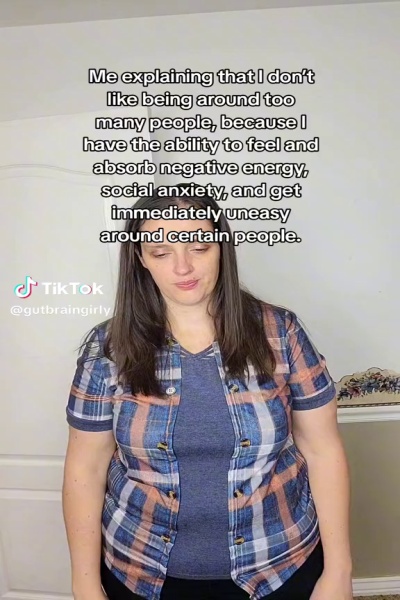 Me explaining that I don't
like being around too
many people, because I
have the ability to feel and
absorb negative energy,
social anxiety, and get
immediately uneasy
around certain people.
TikTok
@gutbraingirly